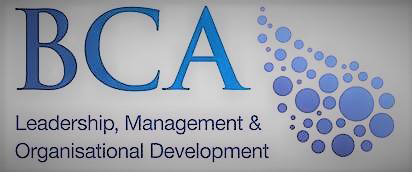 BCA
Leadership, Management &
Organisational Development